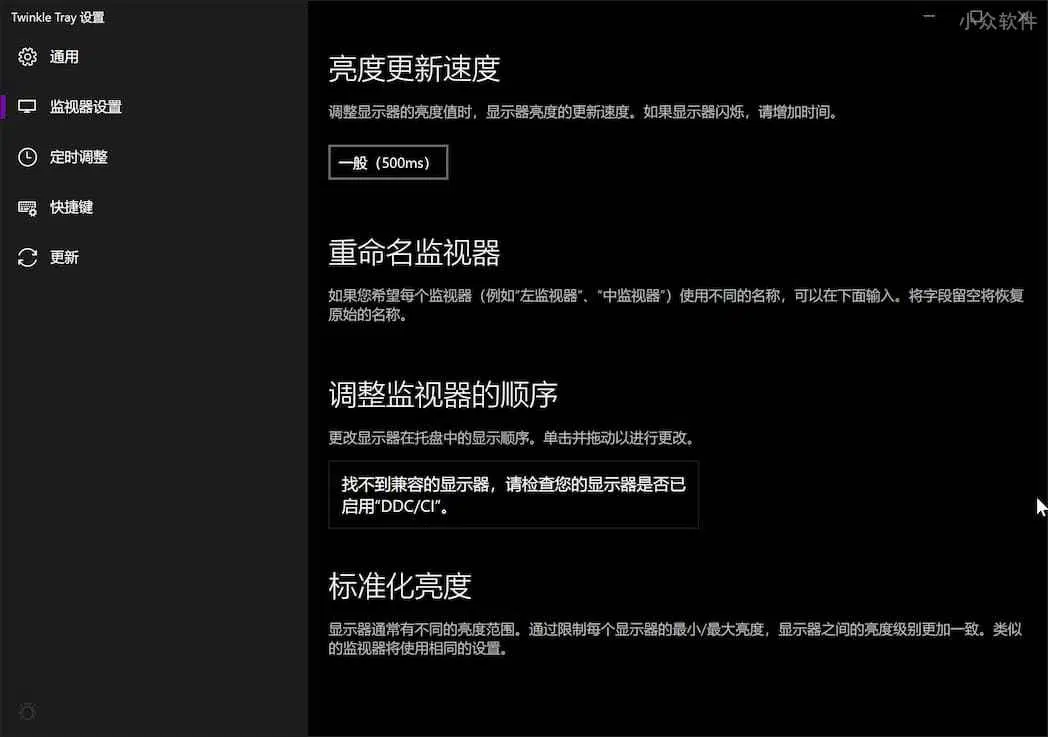 Twinkle Tray 设置
小众软件
通用
监视器设置
定时调整
快捷键
更新
亮度更新速度
调整显示器的亮度值时，显示器亮度的更新速度。如果显示器闪烁，请增加时间。
一般（500ms）
重命名监视器
如果您希望每个监视器（例如“左监视器”、“中监视器”）使用不同的名称，可以在下面输入。将字段留空将恢复
原始的名称。
调整监视器的顺序
更改显示器在托盘中的显示顺序。单击并拖动以进行更改。
找不到兼容的显示器，请检查您的显示器是否已
启用“DDC/CI”。
标准化亮度
显示器通常有不同的亮度范围。通过限制每个显示器的最小/最大亮度，显示器之间的亮度级别更加一致。类似
的监视器将使用相同的设置。